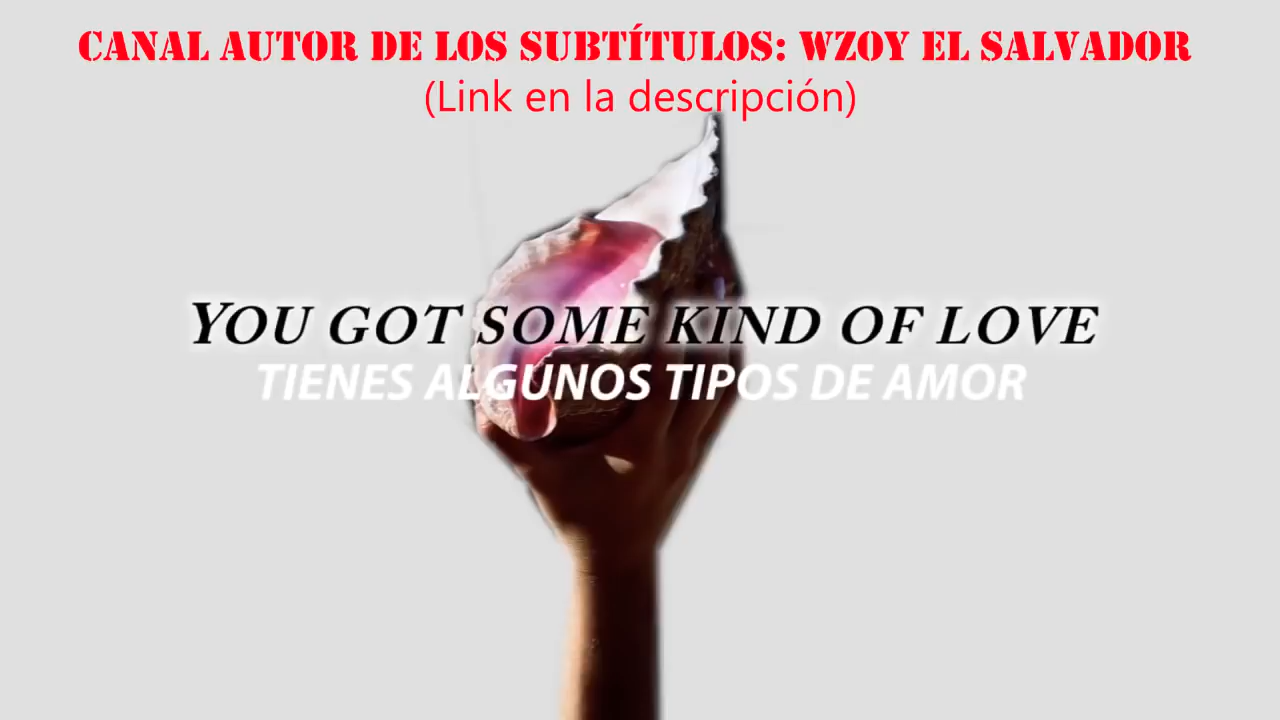 CANAL AUTOR DE LOS SUBTÍTULOS: WZOY EL SALVADOR
(Link en la descripción)
YOU GOT SOME KIND OF LOVE
TIENES ALGUNOS TIPOS DE AMOR